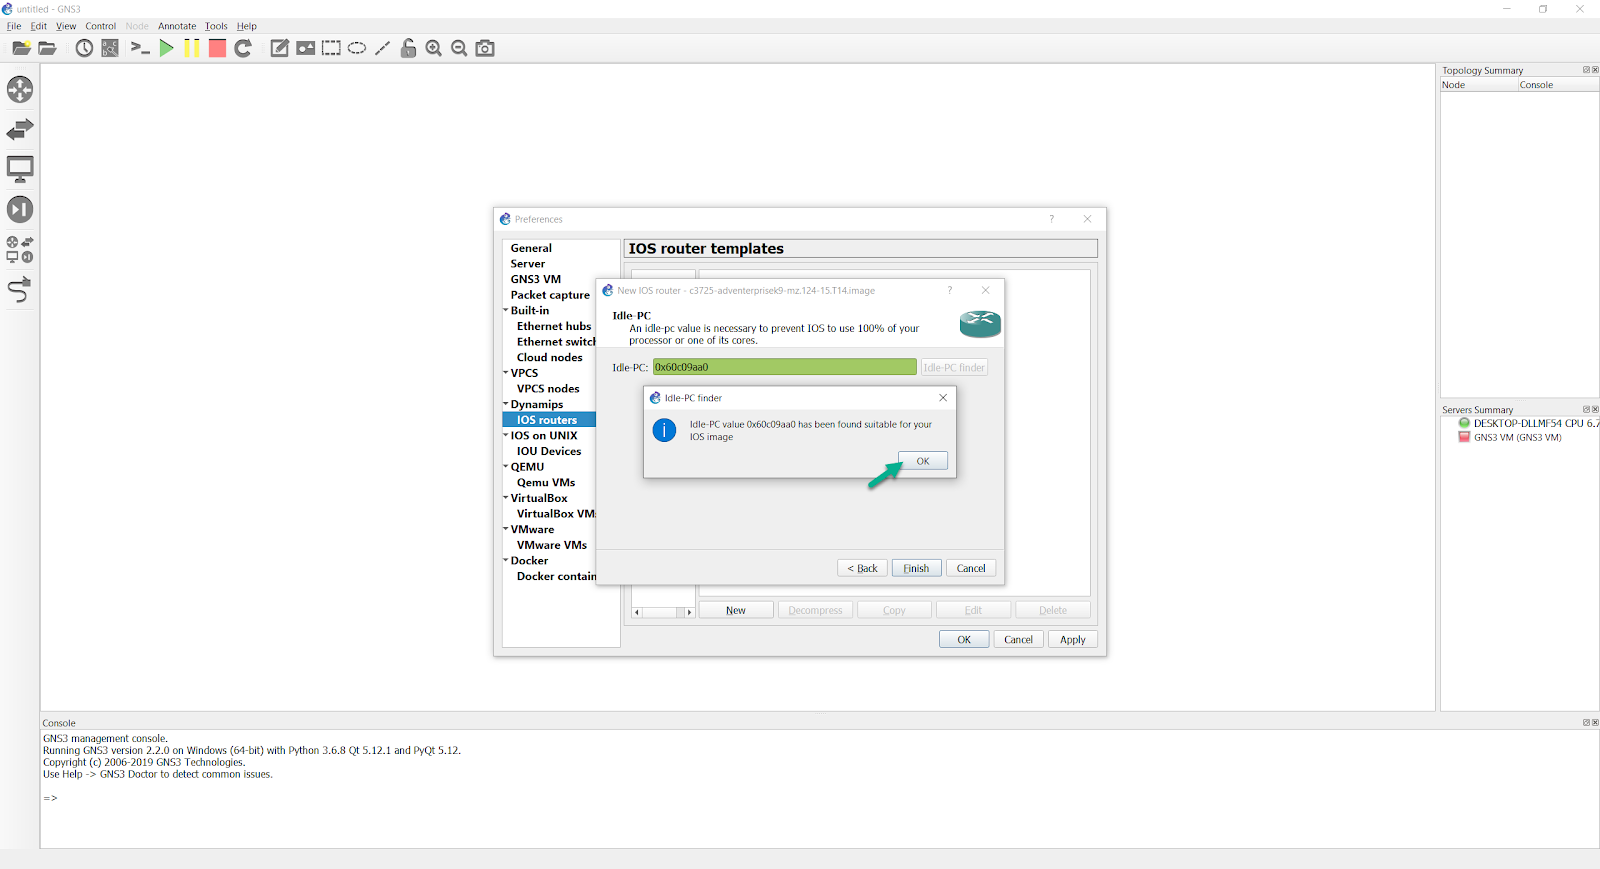 untitled - GNS3
File Edit View Control Node Annotate Tools Help
Topology Summary
Node Console
Preferences
?
General
Server
GNS3 VM
Packet capture
Built-in
Ethernet hubs
Ethernet switch
Cloud nodes
VPCS
VPCS nodes
Dynamips
IOS routers
IOS on UNIX
IOU Devices
QEMU
Qemu VMs
VirtualBox
VirtualBox VMs
VMware
VMware VMs
Docker
Docker contain
IOS router templates
New IOS router - c3725-adventerprisek9-mz.124-15.T14.image
?
Idle-PC
An idle-pc value is necessary to prevent IOS to use 100% of your
processor or one of its cores.
Idle-PC: 0x60c09aa0 Idle-PC finder
Idle-PC finder
Idle-PC value 0x60c09aa0 has been found suitable for your
IOS image
OK
< Back Finish Cancel
New Decompress Copy Edit Delete
OK Cancel Apply
Servers Summary
DESKTOP-DLLMF54 CPU 6.7
GNS3 VM (GNS3 VM)
Console
GNS3 management console.
Running GNS3 version 2.2.0 on Windows (64-bit) with Python 3.6.8 Qt 5.12.1 and PyQt 5.12.
Copyright (c) 2006-2019 GNS3 Technologies.
Use Help -> GNS3 Doctor to detect common issues.
=>